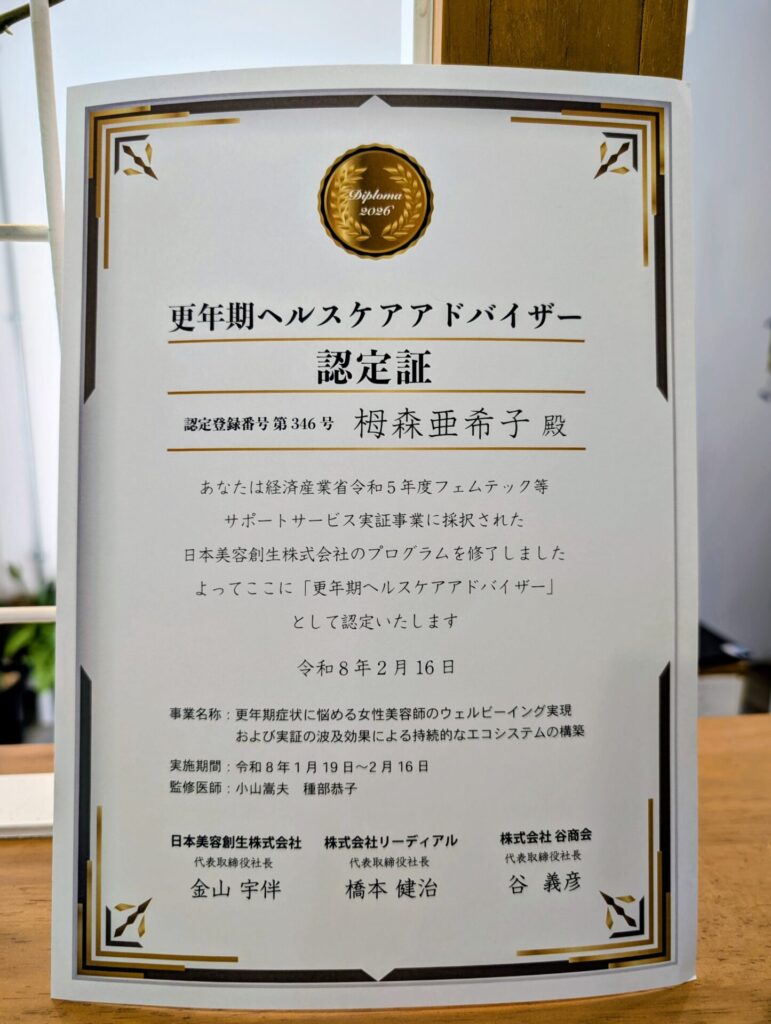 Diploma
2026
更年期ヘルスケアアドバイザー
認定証
認定登録番号 第346号 栂森亜希子 殿
あなたは経済産業省令和5年度フェムテック等
サポートサービス実証事業に採択された
日本美容創生株式会社のプログラムを修了しました
よってここに「更年期ヘルスケアアドバイザー」
として認定いたします
令和8年2月16日
事業名称：更年期症状に悩める女性美容師のウェルビーイング実現
および実証の波及効果による持続的なエコシステムの構築
実施期間：令和8年1月19日〜2月16日
監修医師：小山嵩夫 種部恭子
日本美容創生株式会社 株式会社リーディアル 株式会社 谷商会
代表取締役社長 代表取締役社長 代表取締役社長
金山 宇伴 橋本 健治 谷 義彦